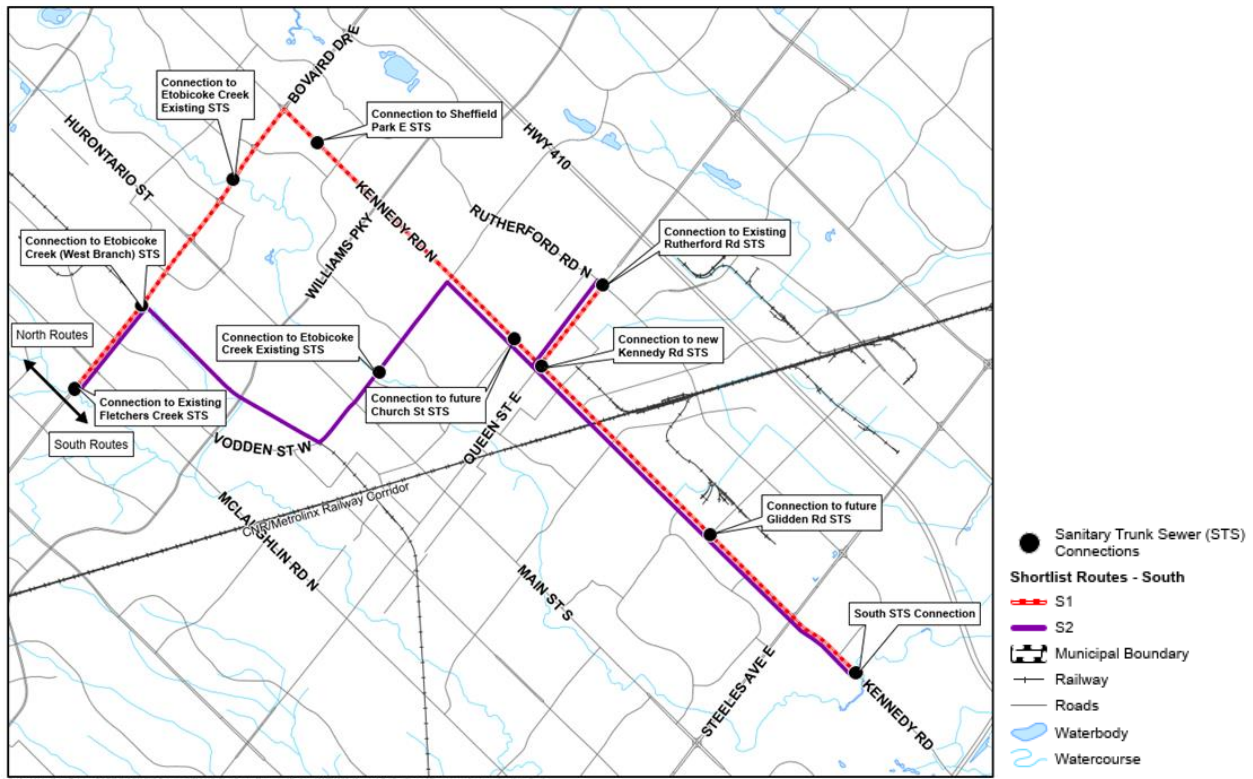 BOVAIRD DR E
Connection to
Etobicoke Creek
Existing STS
Connection to Sheffield
Park E STS
HURONTARIO ST
HWY 410
KENNEDY RD N
WILLIAMS PKY
RUTHERFORD RD N
Connection to Existing
Rutherford Rd STS
Connection to Etobicoke
Creek (West Branch) STS
North Routes
South Routes
Connection to Existing
Fletchers Creek STS
Connection to Etobicoke
Creek Existing STS
Connection to future
Church St STS
Connection to new
Kennedy Rd STS
VODDEN ST W
QUEEN ST E
MCLAUGHLIN RD N
CNR/Metrolinx Railway Corridor
Connection to future
Glidden Rd STS
MAIN ST S
South STS Connection
STEELES AVE E
KENNEDY RD
Sanitary Trunk Sewer (STS)
Connections
Shortlist Routes - South
S1
S2
Municipal Boundary
Railway
Roads
Waterbody
Watercourse